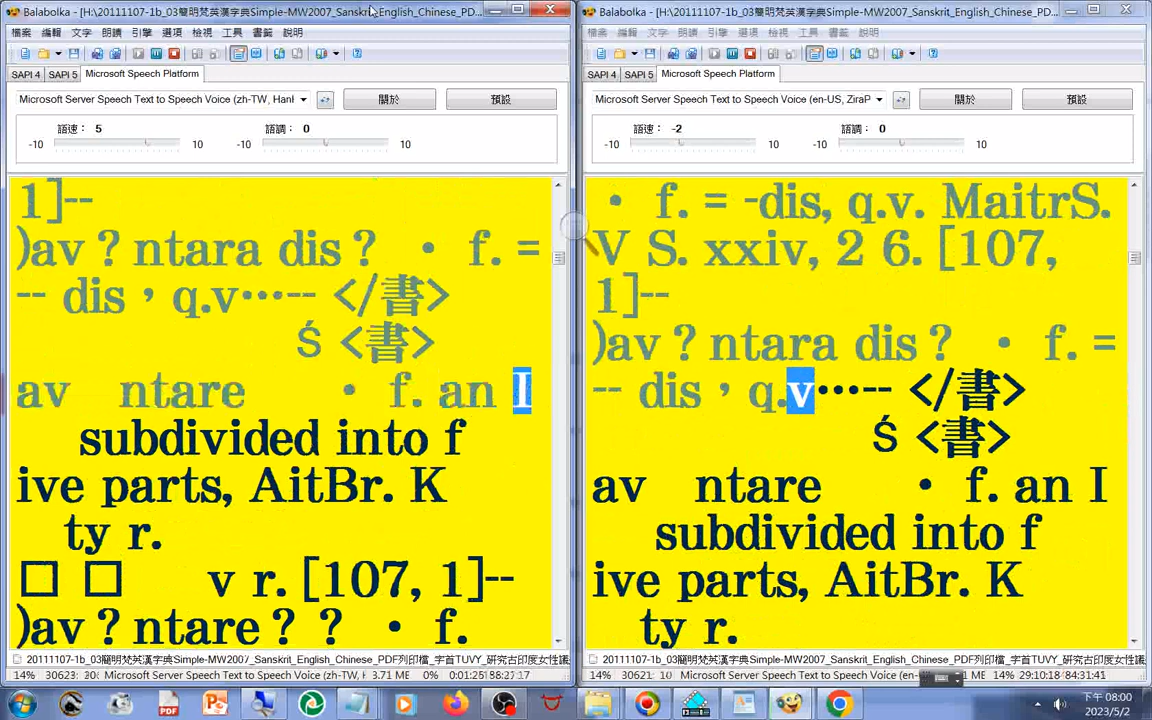 Balabolka - [H:\20111107-1b_03簡明梵英漢字典Simple-MW2007_Sanskrit_English_Chinese_PD...
檔案 編輯 文字 朗讀 引擎 選項 檢視 工具 書籤 說明
SAPI 4 SAPI 5 Microsoft Speech Platform
Microsoft Server Speech Text to Speech Voice (zh-TW, Hanl
關於
預設
語速： 5
語調： 0
-10 10 -10 10
1]--
)av ? ntara dis ? • f. =
-- dis，q.v…-- </書>
Ś <書>
av ntare • f. an I
subdivided into f
ive parts, AitBr. K
ty r.
□ □ v r. [107, 1]--
)av ? ntare ? ? • f.
20111107-1b_03簡明梵英漢字典Simple-MW2007_Sanskrit_English_Chinese_PDF列印檔_字首TUVY_研究古印度女性議
14% 30623: Microsoft Server Speech Text to Speech Voice (zh-TW, H 3.71 ME 0%
Balabolka - [H:\20111107-1b_03簡明梵英漢字典Simple-MW2007_Sanskrit_English_Chinese_PD...
檔案 編輯 文字 朗讀 引擎 選項 檢視 工具 書籤 說明
SAPI 4 SAPI 5 Microsoft Speech Platform
Microsoft Server Speech Text to Speech Voice (en-US, ZiraP
關於
預設
語速： -2
語調： 0
-10 10 -10 10
• f. = -dis, q.v. MaitrS.
V S. xxiv, 2 6. [107,
1]--
)av ? ntara dis ? • f. =
-- dis，q.v…-- </書>
Ś <書>
av ntare • f. an I
subdivided into f
ive parts, AitBr. K
ty r.
20111107-1b_03簡明梵英漢字典Simple-MW2007_Sanskrit_English_Chinese_PDF列印檔_字首TUVY_研究古印度女性議
14% 30621: 10 Microsoft Server Speech Text to Speech Voice (en-U 14% 29:10:18 84:31:41
下午 08:00
2023/5/2